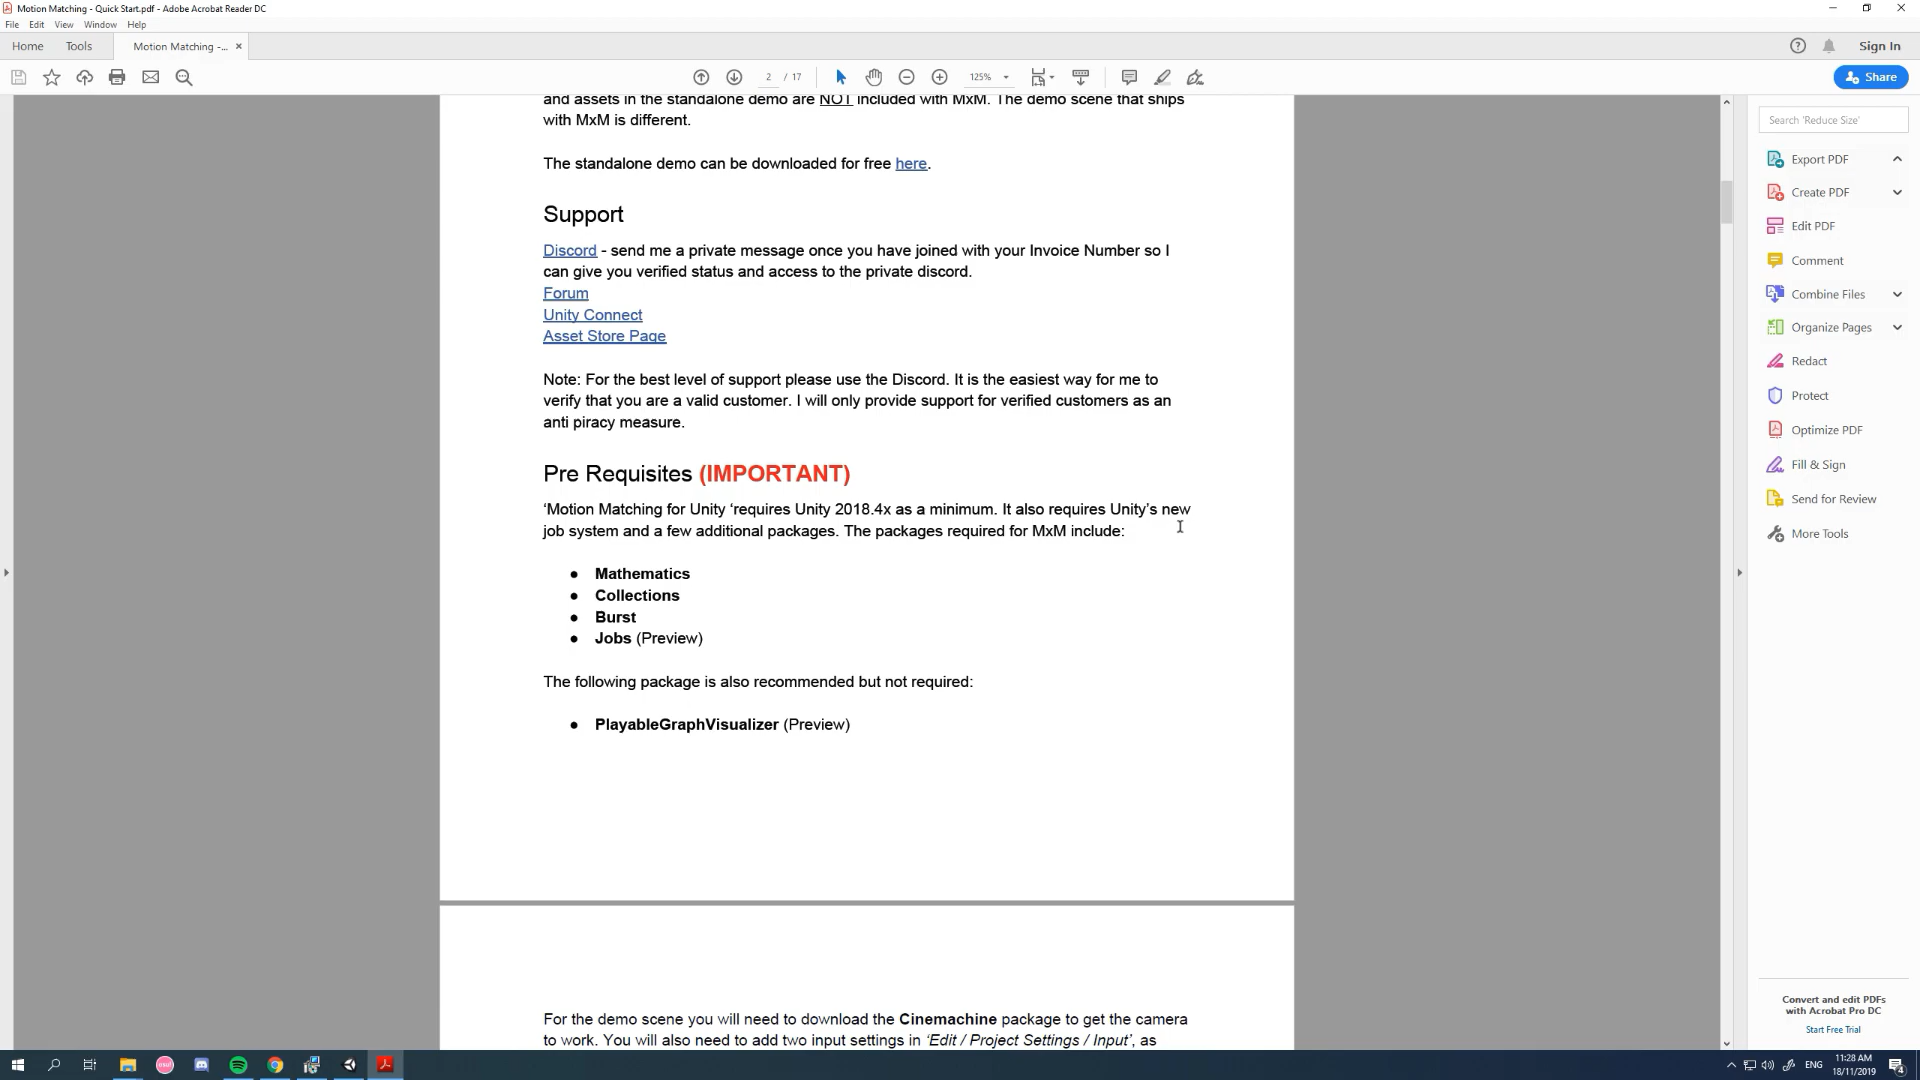 Motion Matching - Quick Start.pdf - Adobe Acrobat Reader DC
File Edit View Window Help
Home Tools Motion Matching -... ×
Sign In
2 / 17
125%
Share
and assets in the standalone demo are NOT included with MxM. The demo scene that ships
with MxM is different.
The standalone demo can be downloaded for free here.
Support
Discord - send me a private message once you have joined with your Invoice Number so I
can give you verified status and access to the private discord.
Forum
Unity Connect
Asset Store Page
Note: For the best level of support please use the Discord. It is the easiest way for me to
verify that you are a valid customer. I will only provide support for verified customers as an
anti piracy measure.
Pre Requisites (IMPORTANT)
‘Motion Matching for Unity ‘requires Unity 2018.4x as a minimum. It also requires Unity’s new
job system and a few additional packages. The packages required for MxM include:
● Mathematics
● Collections
● Burst
● Jobs (Preview)
The following package is also recommended but not required:
● PlayableGraphVisualizer (Preview)
For the demo scene you will need to download the Cinemachine package to get the camera
to work. You will also need to add two input settings in ‘Edit / Project Settings / Input’, as
Search 'Reduce Size'
Export PDF
Create PDF
Edit PDF
Comment
Combine Files
Organize Pages
Redact
Protect
Optimize PDF
Fill & Sign
Send for Review
More Tools
Convert and edit PDFs
with Acrobat Pro DC
Start Free Trial
ENG
11:28 AM
18/11/2019
4